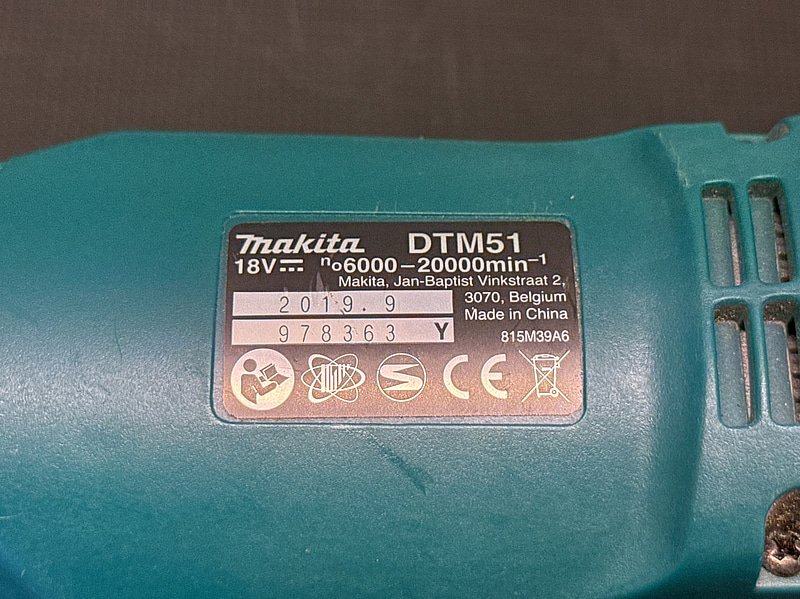 Makita DTM51
18V⎓ n₀6000–20000min⁻¹
Makita, Jan-Baptist Vinkstraat 2,
3070, Belgium
2019.9
Made in China
978363 Y
815M39A6
S
CE